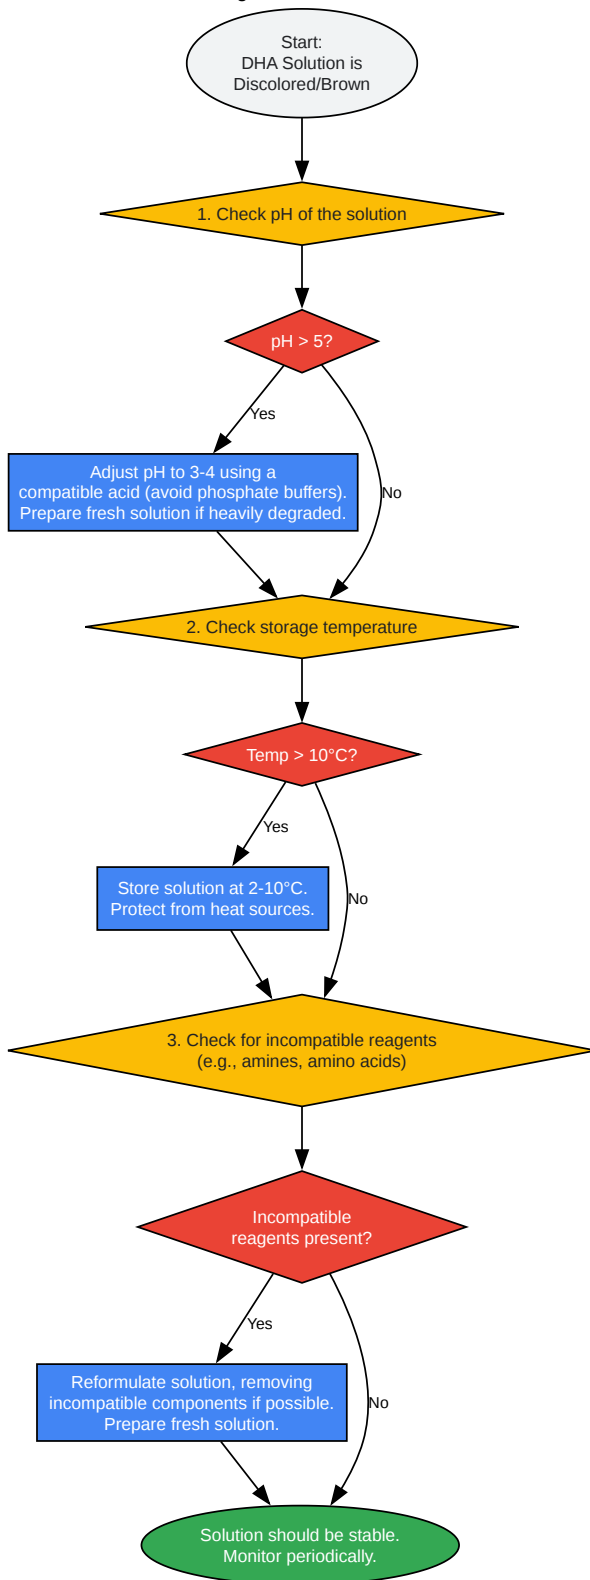 Start:
DHA Solution is
Discolored/Brown
1. Check pH of the solution
pH > 5?
Yes
Adjust pH to 3-4 using a
compatible acid (avoid phosphate buffers).
Prepare fresh solution if heavily degraded.
No
2. Check storage temperature
Temp > 10°C?
Yes
Store solution at 2-10°C.
Protect from heat sources.
No
3. Check for incompatible reagents
(e.g., amines, amino acids)
Incompatible
reagents present?
Yes
Reformulate solution, removing
incompatible components if possible.
Prepare fresh solution.
No
Solution should be stable.
Monitor periodically.